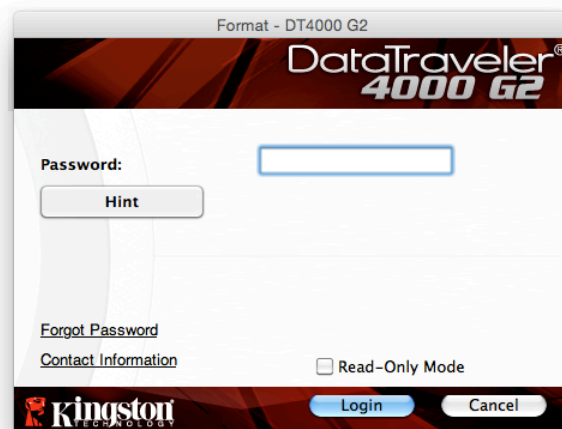 Format - DT4000 G2
DataTraveler®
4000 G2
Password:
Hint
Forgot Password
Contact Information
Read-Only Mode
Kingston
TECHNOLOGY
Login
Cancel